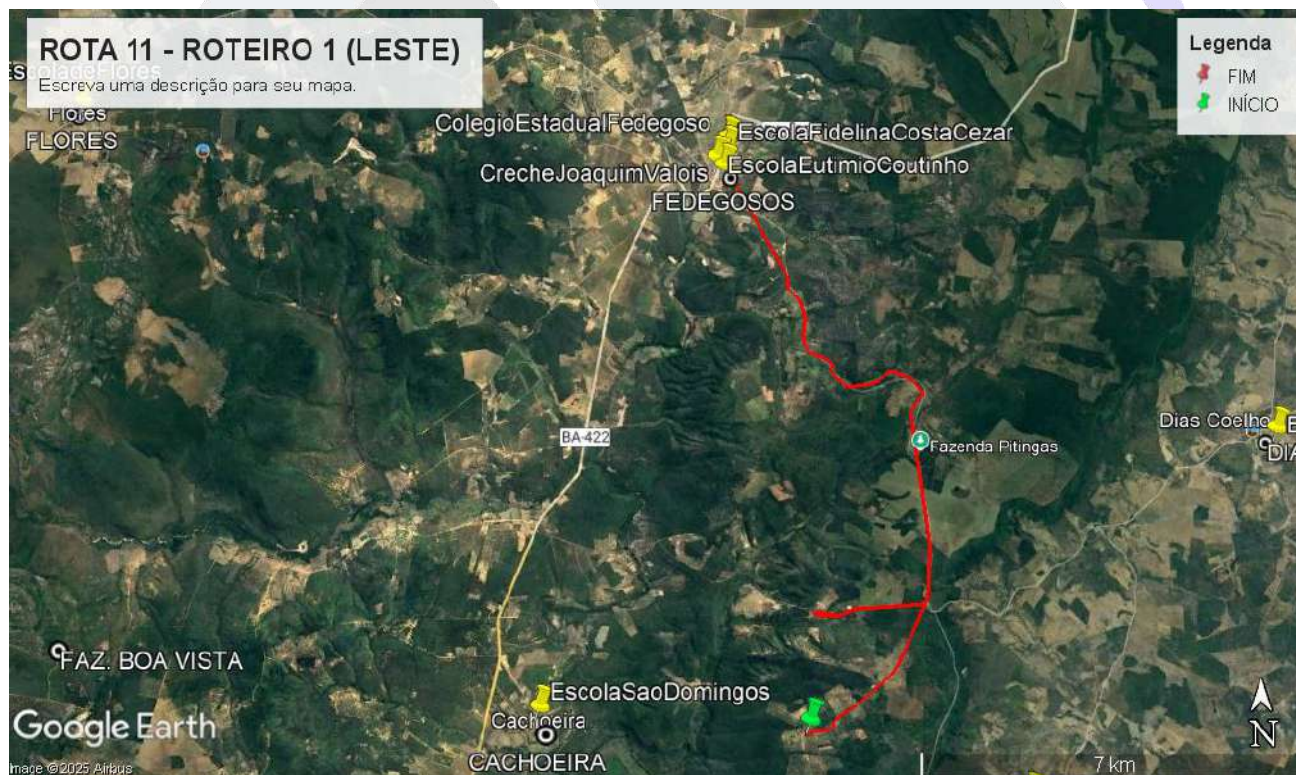 ROTA 11 - ROTEIRO 1 (LESTE)
Escreva uma descrição para seu mapa.
Legenda
FIM
INÍCIO
EscoladeFlores
Flores
FLORES
ColegioEstadualFedegoso
EscolaFidelinaCostaCezar
CrecheJoaquimValois
EscolaEutimioCoutinho
FEDEGOSOS
BA-422
Dias Coelho
Fazenda Pitingas
FAZ. BOA VISTA
EscolaSaoDomingos
Cachoeira
CACHOEIRA
Google Earth
Image ©2025 Airbus
7 km
N